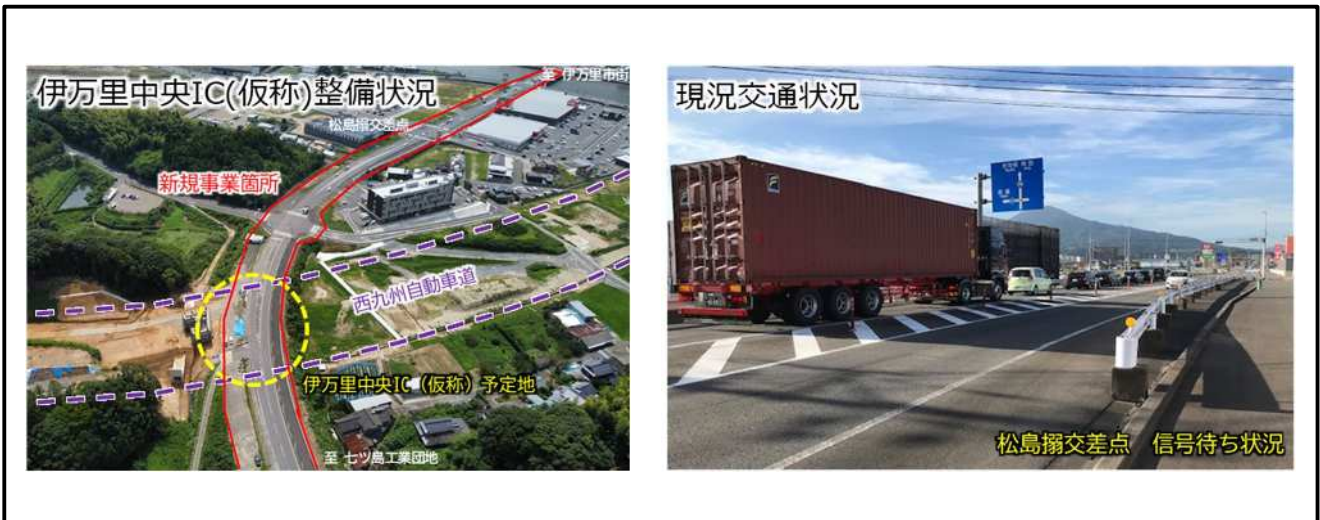 伊万里中央IC(仮称)整備状況
至 伊万里市街
松島搦交差点
新規事業箇所
西九州自動車道
伊万里中央IC（仮称）予定地
至 七ツ島工業団地
現況交通状況
松島搦交差点　信号待ち状況